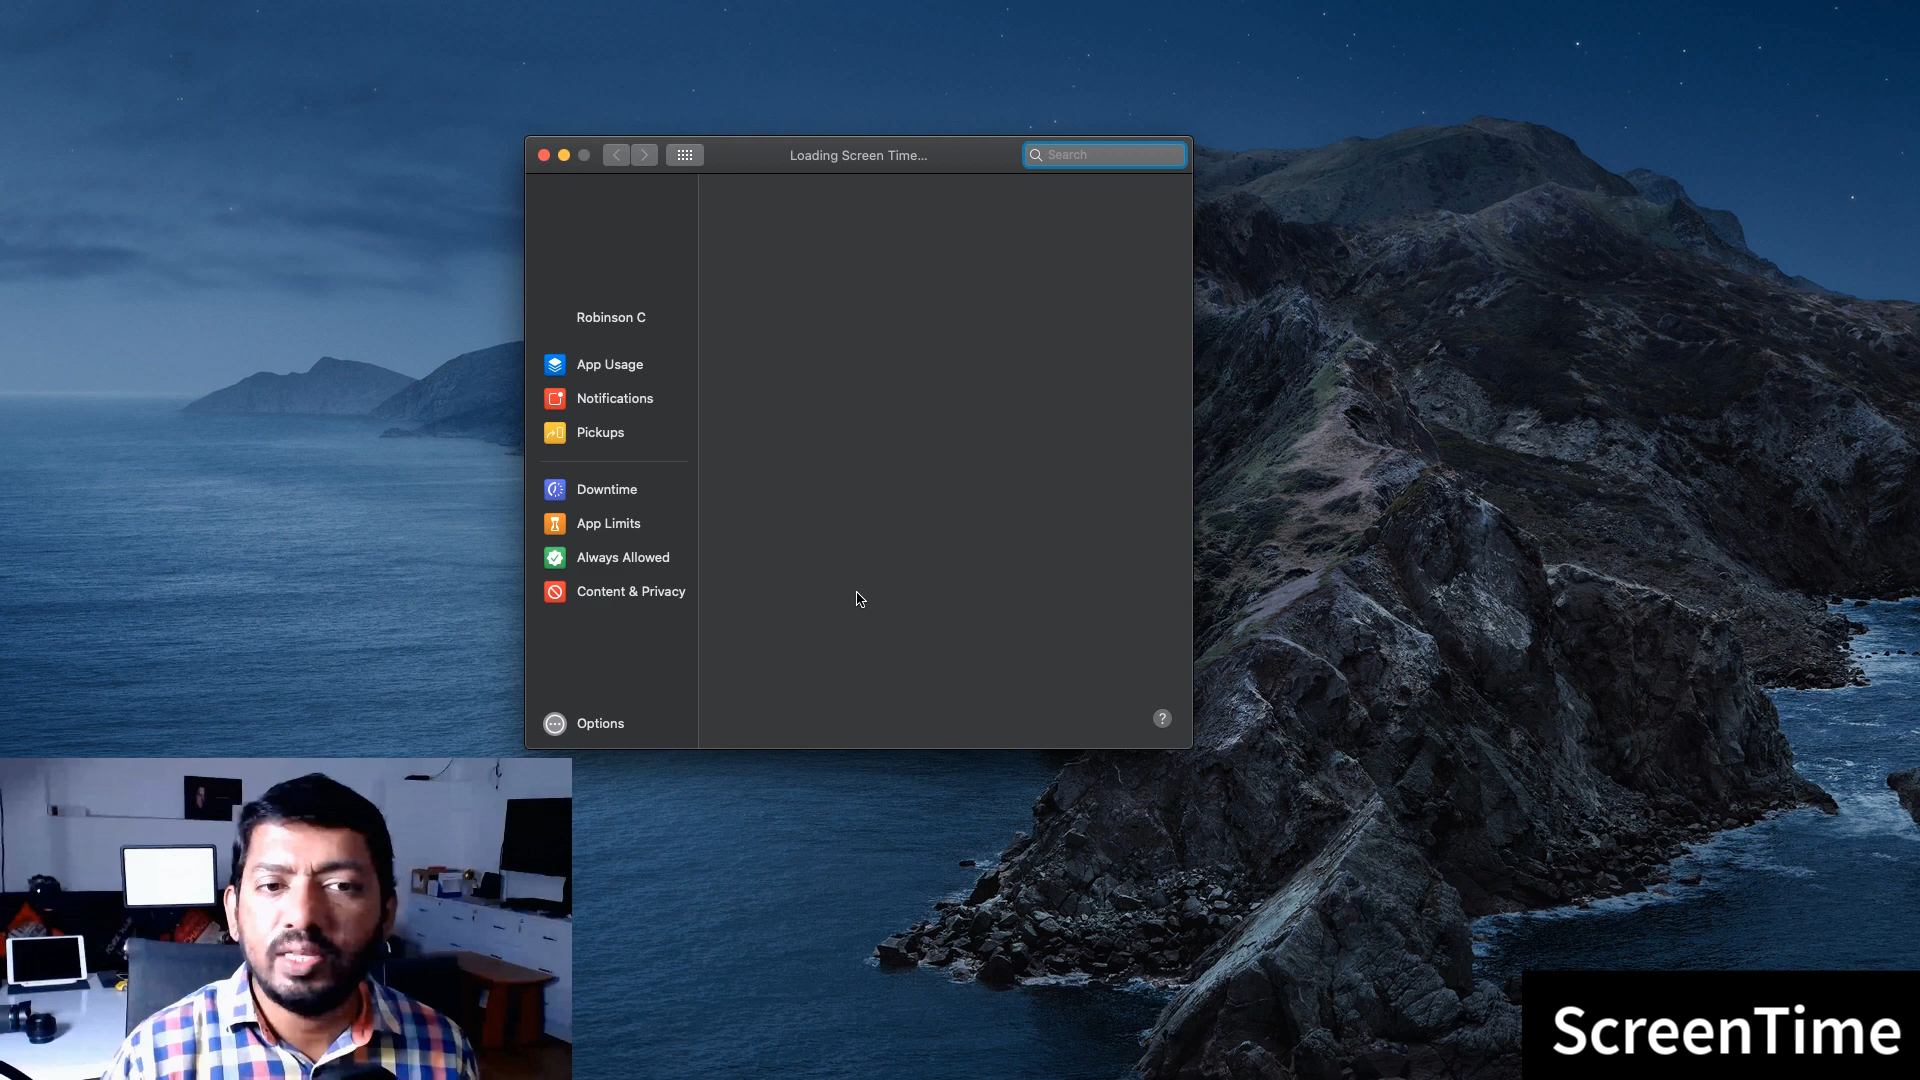 Loading Screen Time...
Search
Robinson C
App Usage
Notifications
Pickups
Downtime
App Limits
Always Allowed
Content & Privacy
Options
?
ScreenTime